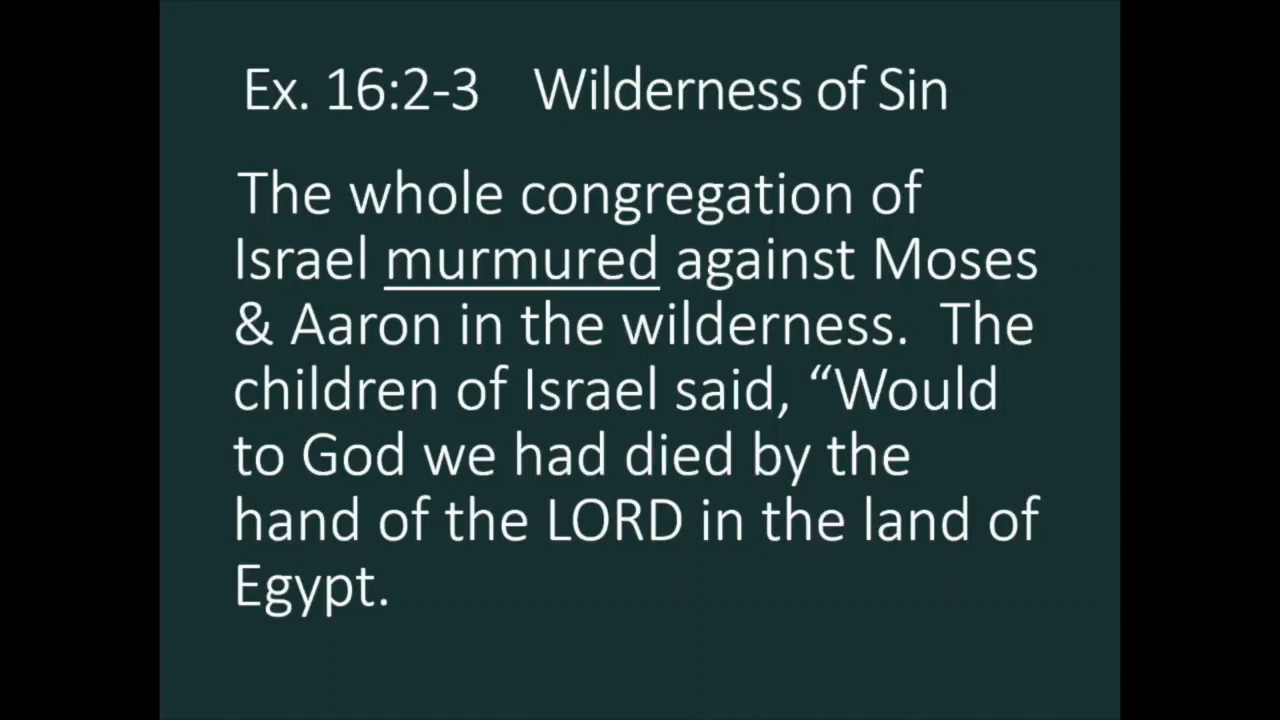 Ex. 16:2-3    Wilderness of Sin
The whole congregation of
Israel murmured against Moses
& Aaron in the wilderness.  The
children of Israel said, “Would
to God we had died by the
hand of the LORD in the land of
Egypt.